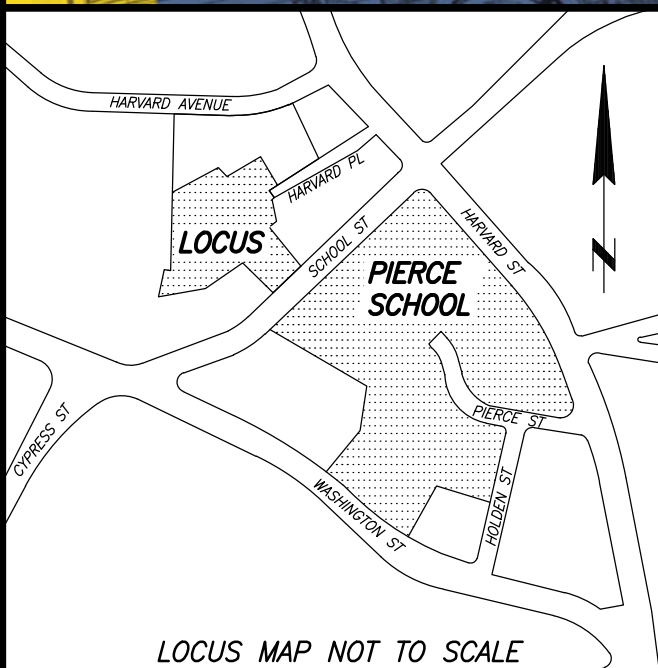 HARVARD AVENUE
HARVARD PL
LOCUS
SCHOOL ST
HARVARD ST
N
PIERCE
SCHOOL
PIERCE ST
CYPRESS ST
WASHINGTON ST
HOLDEN ST
LOCUS MAP NOT TO SCALE